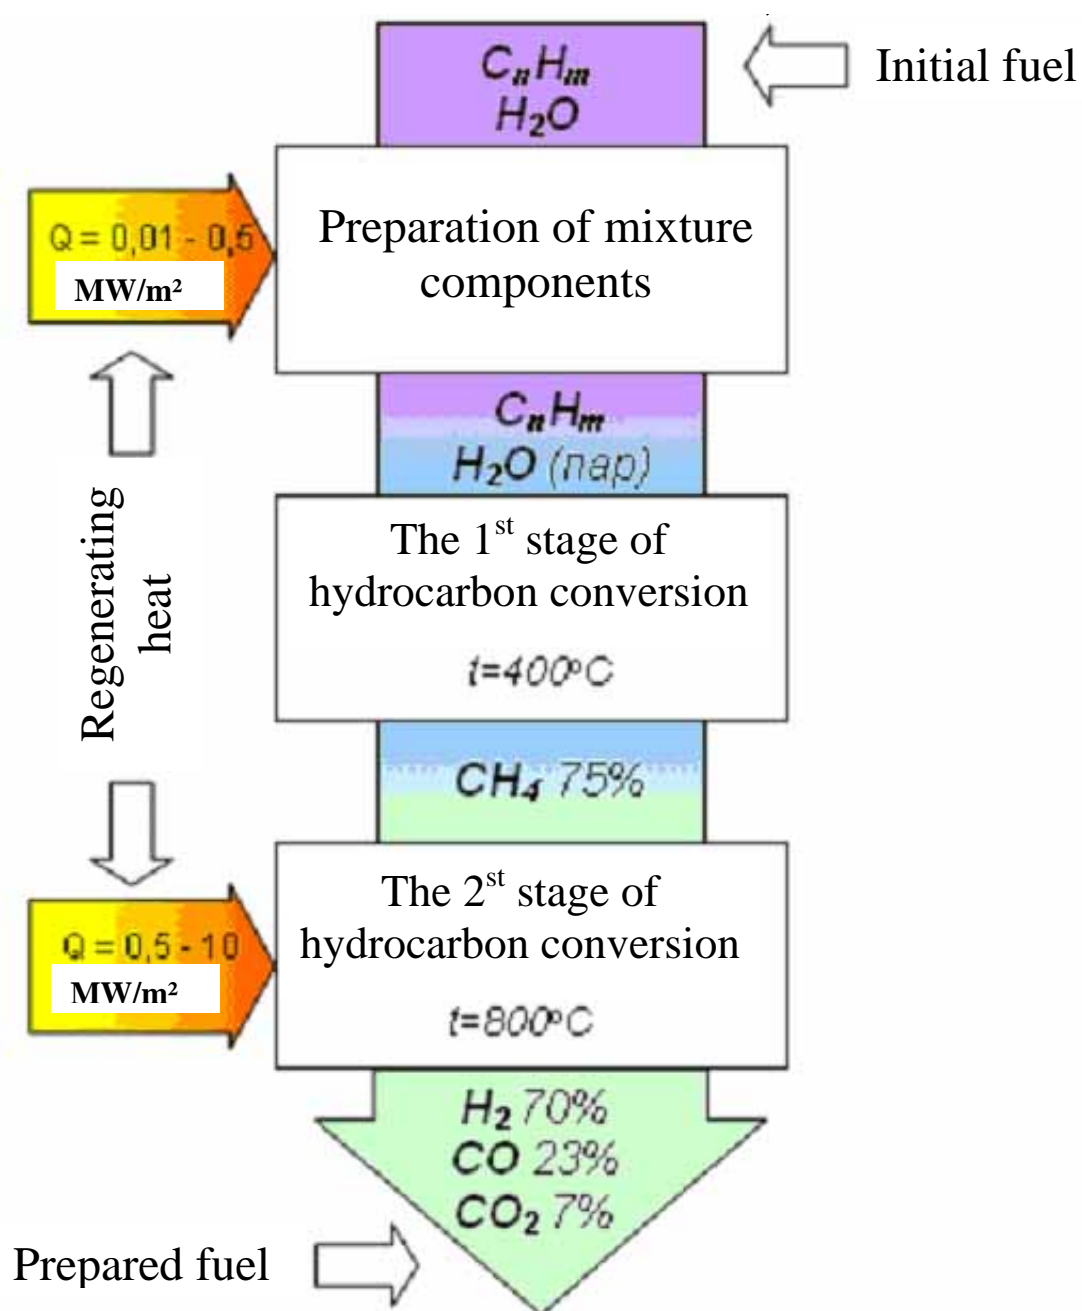 CₙHₘ
H₂O
Initial fuel
Q = 0,01 - 0,5
MW/m²
Preparation of mixture
components
CₙHₘ
H₂O (пар)
The 1ˢᵗ stage of
hydrocarbon conversion
t=400ºC
Regenerating
heat
CH₄ 75%
Q = 0,5 - 10
MW/m²
The 2ˢᵗ stage of
hydrocarbon conversion
t=800ºC
H₂ 70%
CO 23%
CO₂ 7%
Prepared fuel